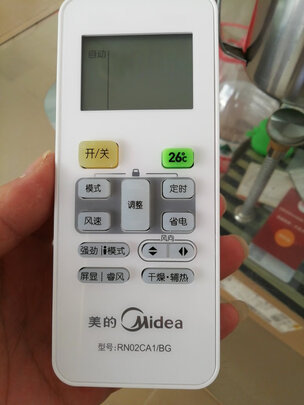 自动
开/关 26℃
模式 调整 定时
风速 省电
风向
强劲 i模式
屏显 睿风 干燥·辅热
美的 Midea
型号:RN02CA1/BG